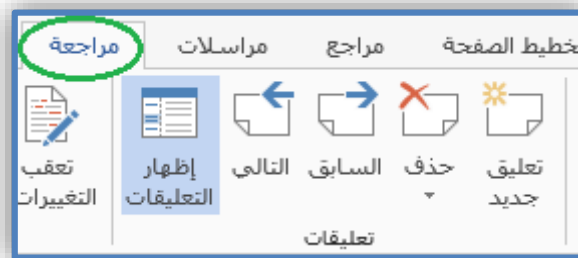 تخطيط الصفحة مراجع مراسلات مراجعة
تعليق جديد
حذف
السابق
التالي
إظهار التعليقات
تعقب التغييرات
تعليقات